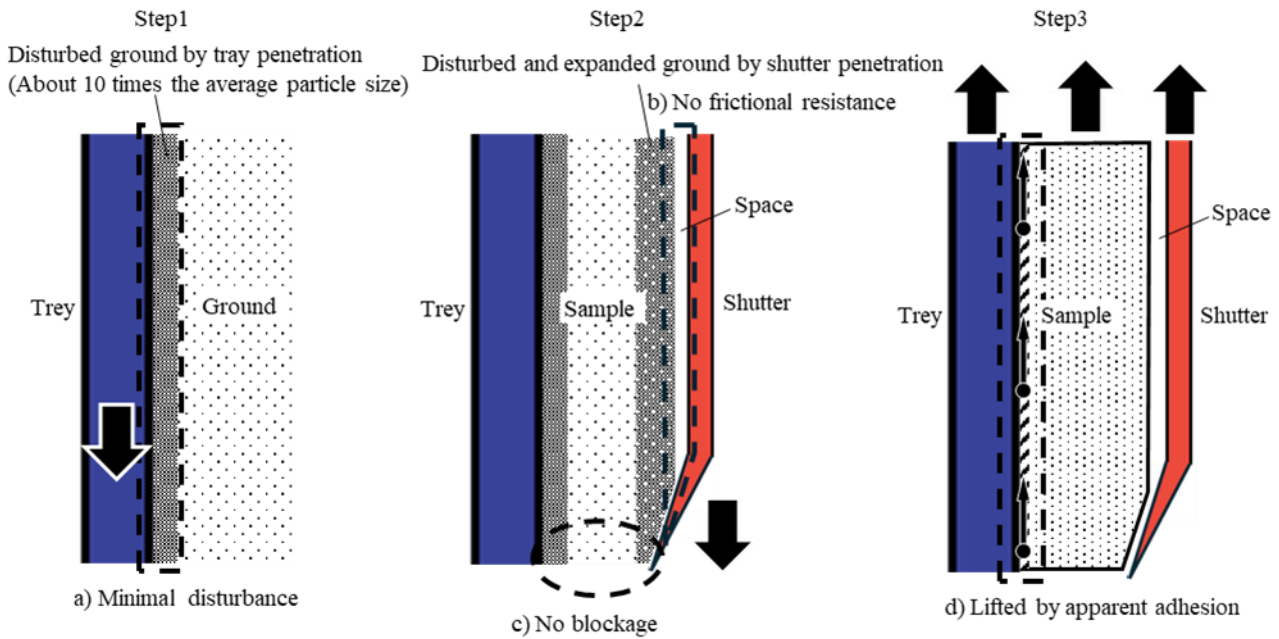 Step1
Disturbed ground by tray penetration
(About 10 times the average particle size)
Trey
Ground
a) Minimal disturbance
Step2
Disturbed and expanded ground by shutter penetration
b) No frictional resistance
Space
Trey
Sample
Shutter
c) No blockage
Step3
Space
Trey
Sample
Shutter
d) Lifted by apparent adhesion